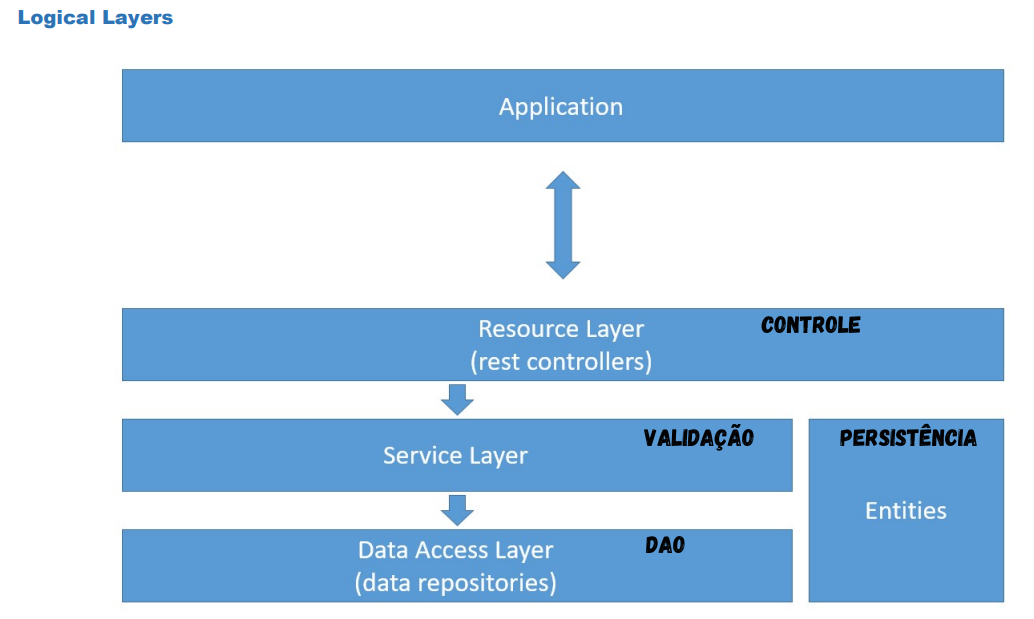 Logical Layers
Application
Resource Layer
(rest controllers)
CONTROLE
Service Layer
VALIDAÇÃO
Data Access Layer
(data repositories)
DAO
PERSISTÊNCIA
Entities